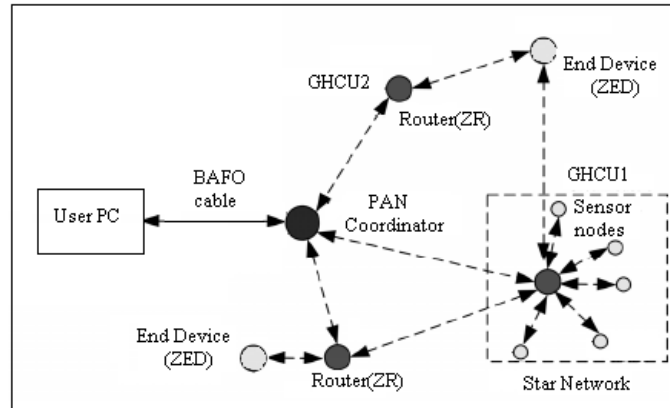 End Device
(ZED)
GHCU2
Router(ZR)
GHCU1
BAFO
cable
User PC
PAN
Coordinator
Sensor
nodes
End Device
(ZED)
Router(ZR)
Star Network